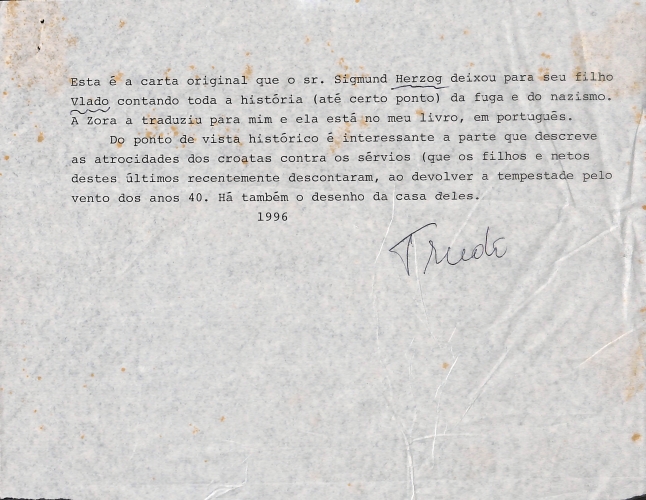 Esta é a carta original que o sr. Sigmund Herzog deixou para seu filho
Vlado contando toda a história (até certo ponto) da fuga e do nazismo.
A Zora a traduziu para mim e ela está no meu livro, em português.
Do ponto de vista histórico é interessante a parte que descreve
as atrocidades dos croatas contra os sérvios (que os filhos e netos
destes últimos recentemente descontaram, ao devolver a tempestade pelo
vento dos anos 40. Há também o desenho da casa deles.
1996
Trudi